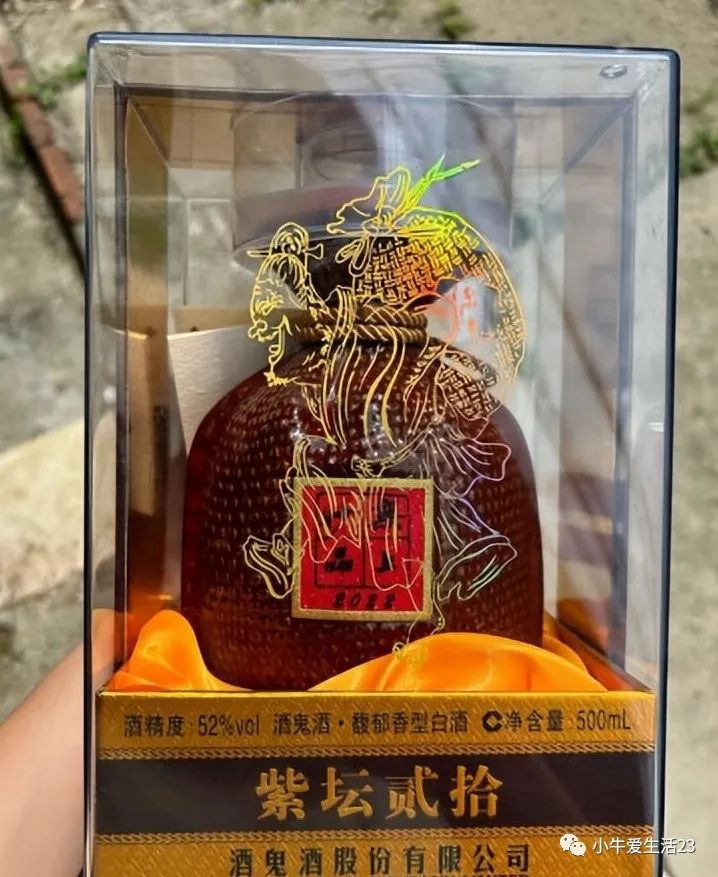 2022
酒精度 52%vol 酒鬼酒·馥郁香型白酒 净含量 500mL
紫坛贰拾
酒鬼酒股份有限公司
小牛爱生活23